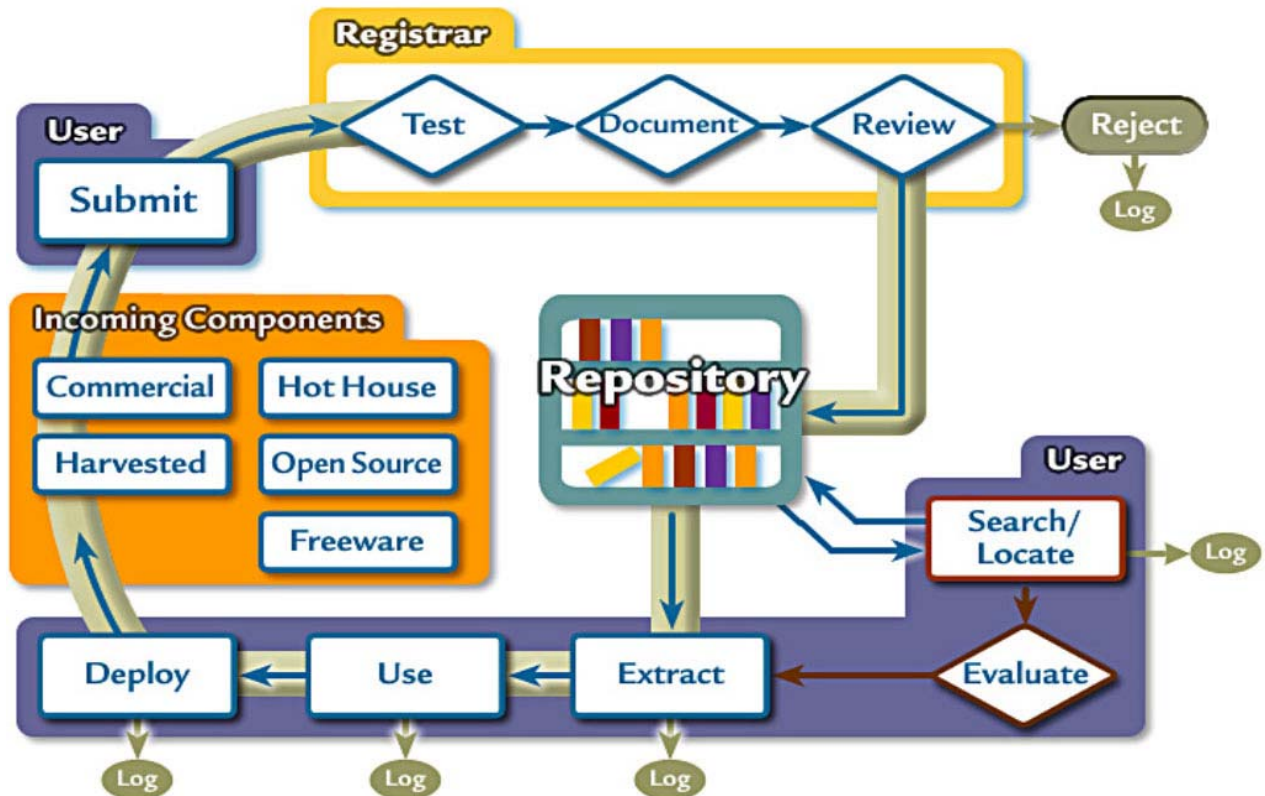 Registrar
Test
Document
Review
Reject
Log
User
Submit
Incoming Components
Commercial
Hot House
Harvested
Open Source
Freeware
Repository
User
Search/
Locate
Log
Evaluate
Extract
Use
Deploy
Log
Log
Log